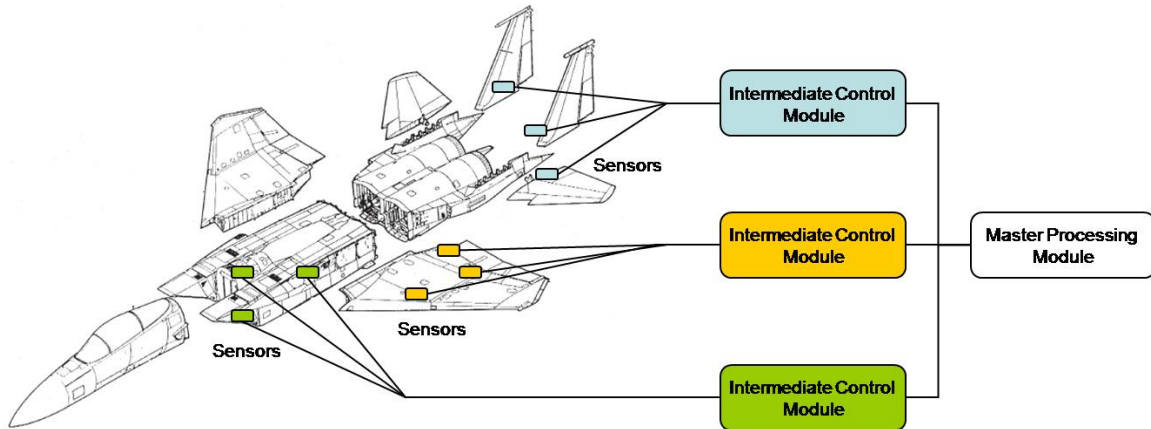 Intermediate Control
Module
Sensors
Intermediate Control
Module
Master Processing
Module
Sensors
Sensors
Intermediate Control
Module